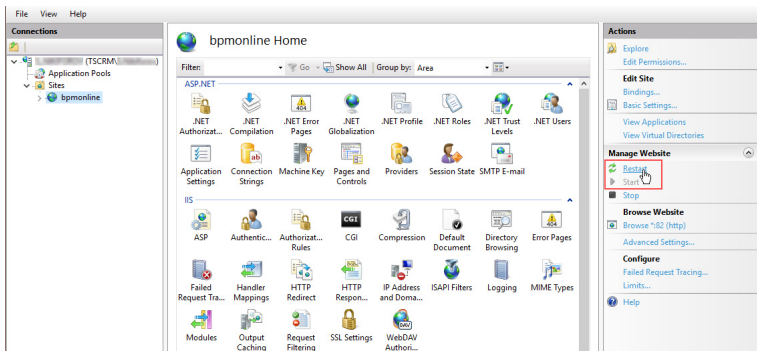 File View Help
Connections
(TSCRM\ )
Application Pools
Sites
bpmonline
bpmonline Home
Filter: Go Show All Group by: Area
ASP.NET
.NET Authorizat...
.NET Compilation
.NET Error Pages
.NET Globalization
.NET Profile
.NET Roles
.NET Trust Levels
.NET Users
Application Settings
Connection Strings
Machine Key
Pages and Controls
Providers
Session State
SMTP E-mail
IIS
ASP
Authentic...
Authorizat... Rules
CGI
Compression
Default Document
Directory Browsing
Error Pages
Failed Request Tra...
Handler Mappings
HTTP Redirect
HTTP Respon...
IP Address and Doma...
ISAPI Filters
Logging
MIME Types
Modules
Output Caching
Request Filtering
SSL Settings
WebDAV Authori...
Actions
Explore
Edit Permissions...
Edit Site
Bindings...
Basic Settings...
View Applications
View Virtual Directories
Manage Website
Restart
Start
Stop
Browse Website
Browse *:82 (http)
Advanced Settings...
Configure
Failed Request Tracing...
Limits...
Help